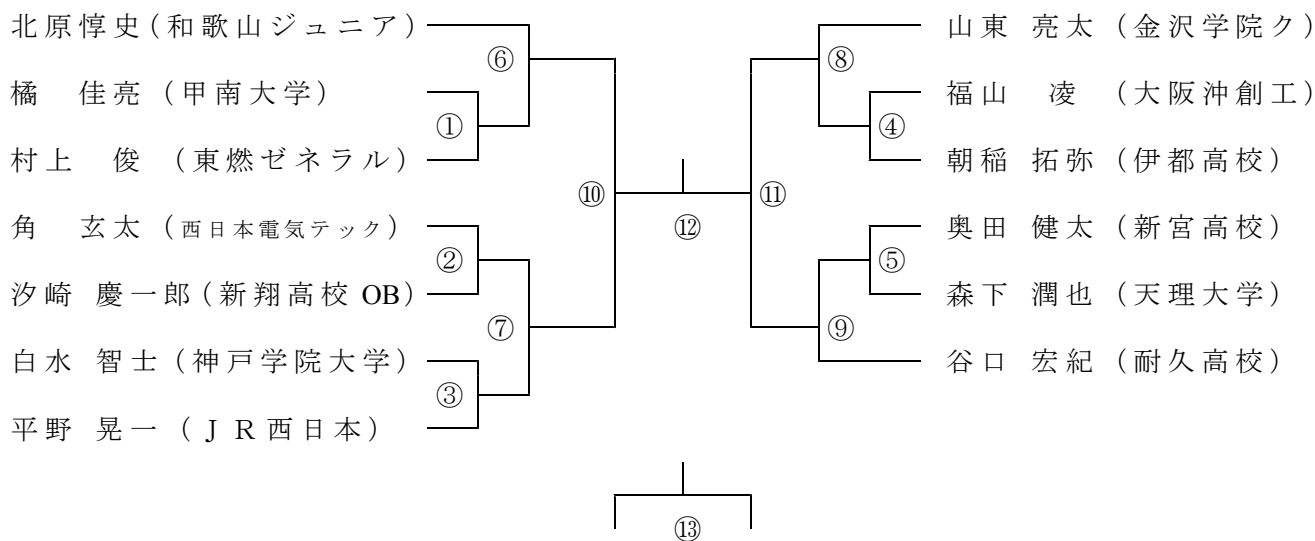 北原惇史（和歌山ジュニア）
⑥
橘　佳亮（甲南大学）
①
村上　俊　（東燃ゼネラル）
⑩
角　玄太（西日本電気テック）
②
汐崎 慶一郎（新翔高校 OB）
⑦
白水 智士（神戸学院大学）
③
平野 晃一（ＪＲ西日本）
⑫
⑬
山東 亮太（金沢学院ク）
⑧
福山　凌　（大阪沖創工）
④
朝稲 拓弥（伊都高校）
⑪
奥田 健太（新宮高校）
⑤
森下 潤也（天理大学）
⑨
谷口 宏紀（耐久高校）